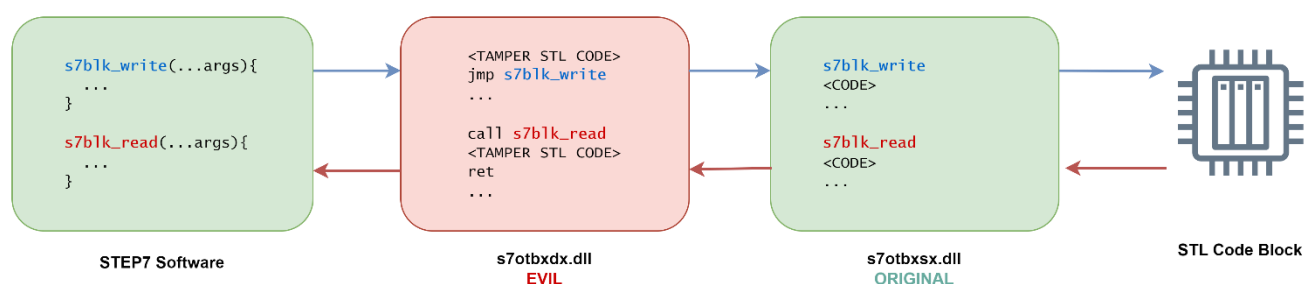 s7blk_write(...args){
...
}
s7blk_read(...args){
...
}
STEP7 Software
<TAMPER STL CODE>
jmp s7blk_write
...
call s7blk_read
<TAMPER STL CODE>
ret
...
s7otbxdx.dll
EVIL
s7blk_write
<CODE>
...
s7blk_read
<CODE>
...
s7otbxsx.dll
ORIGINAL
STL Code Block